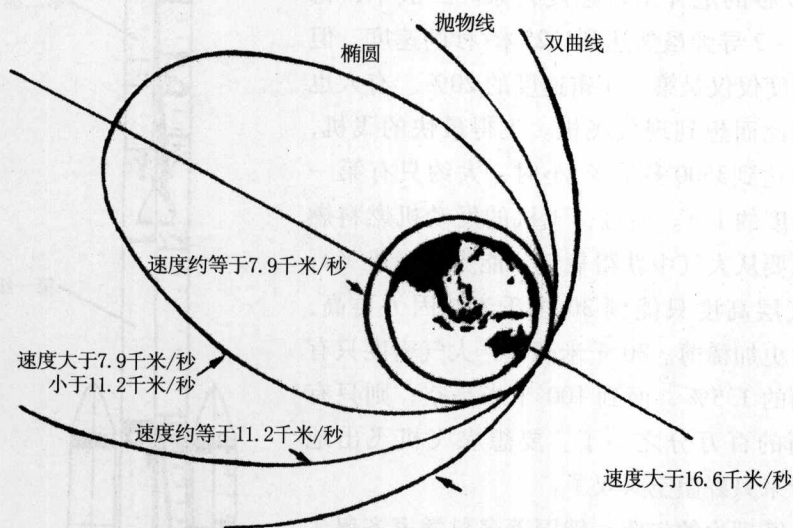 抛物线
双曲线
椭圆
速度约等于7.9千米/秒
速度大于7.9千米/秒
小于11.2千米/秒
速度约等于11.2千米/秒
速度大于16.6千米/秒